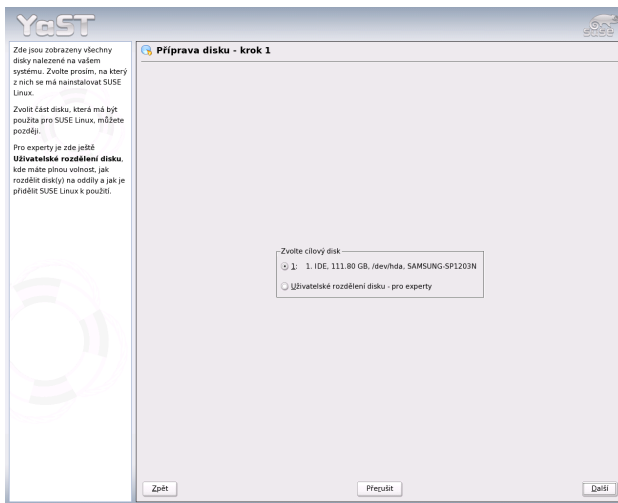 YaST
SUSE
Zde jsou zobrazeny všechny
disky nalezené na vašem
systému. Zvolte prosím, na který
z nich se má nainstalovat SUSE
Linux.
Zvolit část disku, která má být
použita pro SUSE Linux, můžete
později.
Pro experty je zde ještě
Uživatelské rozdělení disku,
kde máte plnou volnost, jak
rozdělit disk(y) na oddíly a jak je
přidělit SUSE Linux k použití.
Příprava disku - krok 1
Zvolte cílový disk
1: 1. IDE, 111.80 GB, /dev/hda, SAMSUNG-SP1203N
Uživatelské rozdělení disku - pro experty
Zpět
Přerušit
Další